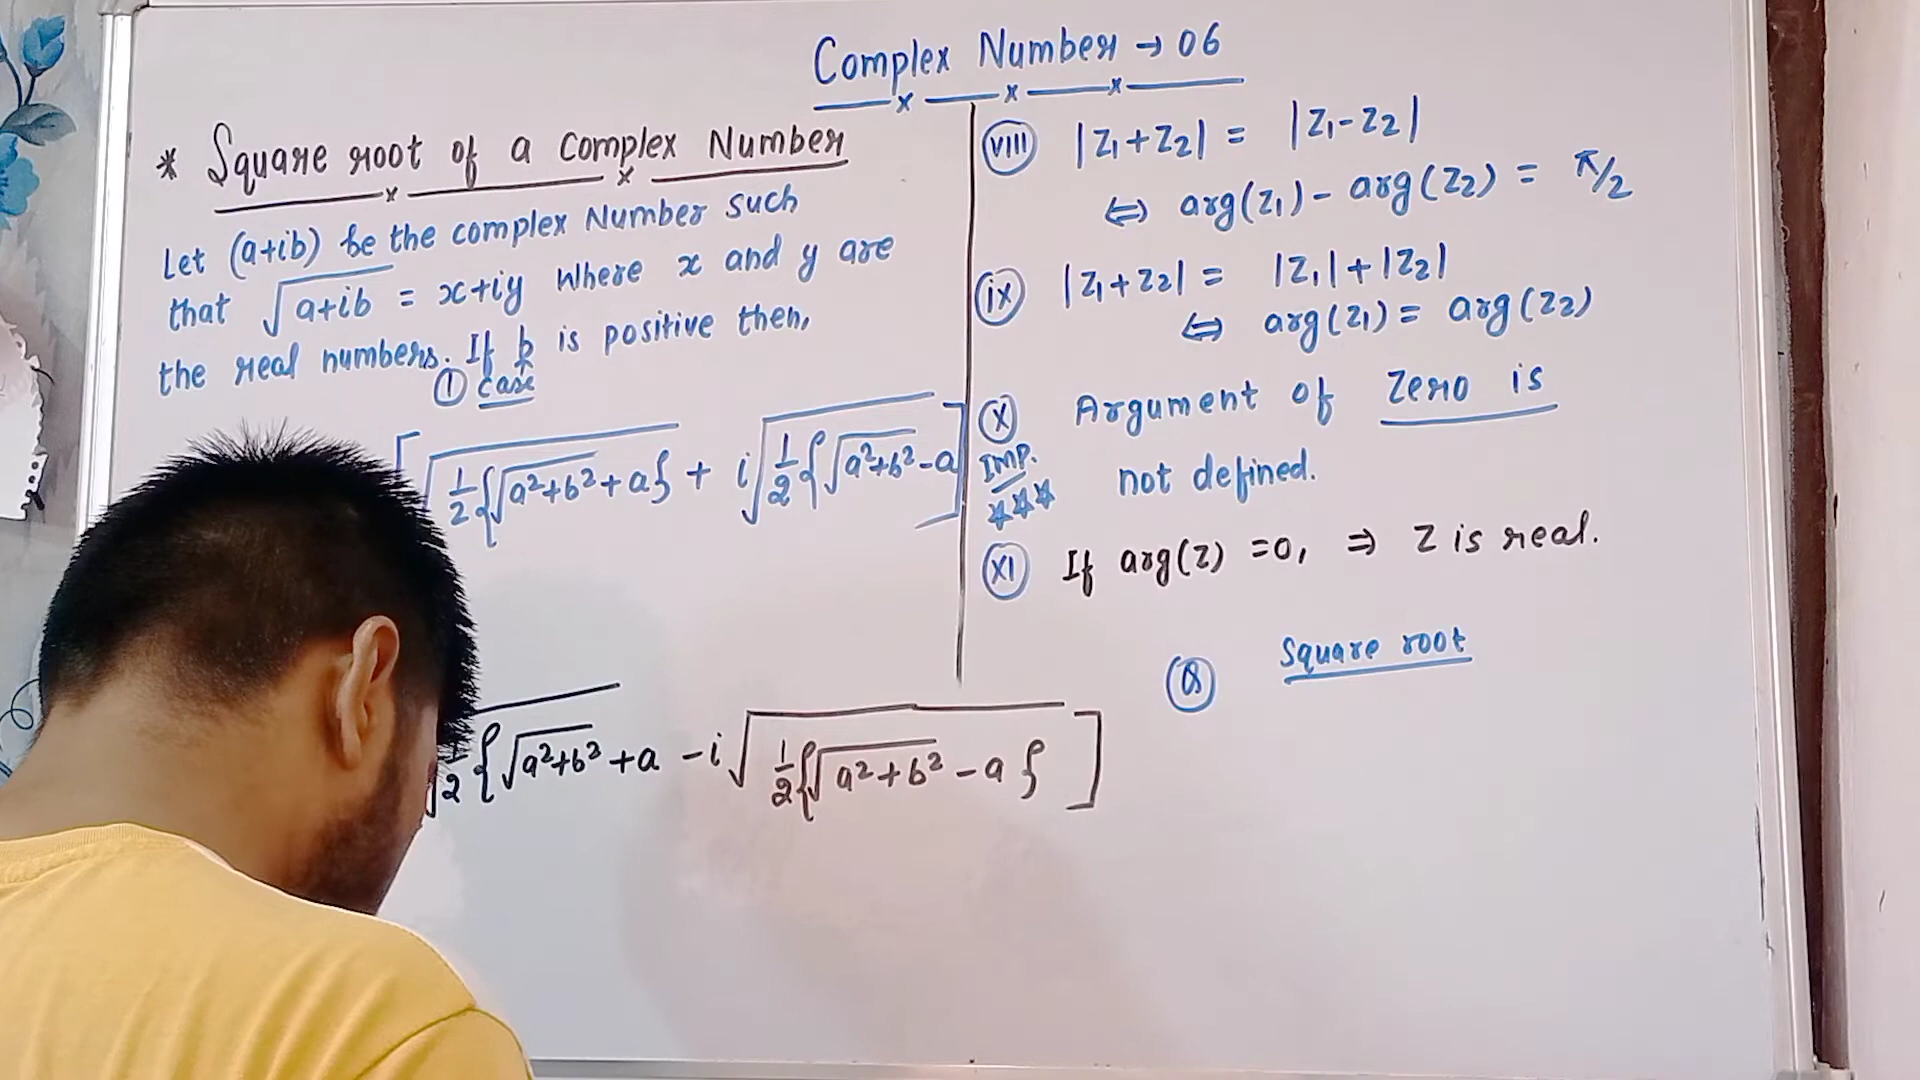 Complex Number → 06
* Square root of a complex Number
Let (a+ib) be the complex Number such
that √(a+ib) = x+iy where x and y are
the real numbers. If b is positive then,
① case
[√(1/2{√(a²+b²)+a}) + i√(1/2{√(a²+b²)-a)]
1/2{√(a²+b²)+a -i√(1/2{√(a²+b²)-a})]
(viii) |z₁+z₂| = |z₁-z₂|
⇔ arg(z₁)- arg(z₂) = π/2
(ix) |z₁+z₂| = |z₁|+|z₂|
⇔ arg(z₁)= arg(z₂)
(x) Argument of Zero is
IMP. not defined.
***
(xi) If arg(z) =0, ⇒ z is real.
(Q) Square root